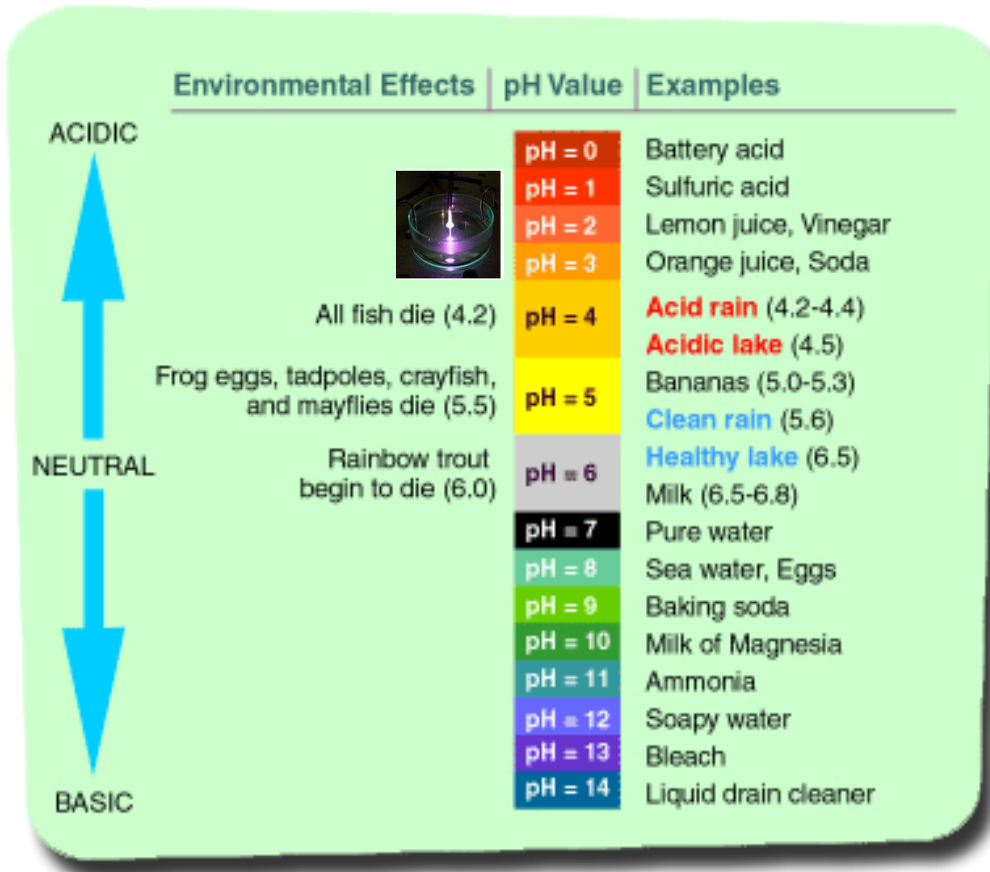 Environmental Effects pH Value Examples
ACIDIC
pH = 0 Battery acid
pH = 1 Sulfuric acid
pH = 2 Lemon juice, Vinegar
pH = 3 Orange juice, Soda
All fish die (4.2) pH = 4 Acid rain (4.2-4.4)
Acidic lake (4.5)
Frog eggs, tadpoles, crayfish,
and mayflies die (5.5)
pH = 5 Bananas (5.0-5.3)
Clean rain (5.6)
NEUTRAL
Rainbow trout
begin to die (6.0)
pH = 6 Healthy lake (6.5)
Milk (6.5-6.8)
pH = 7 Pure water
pH = 8 Sea water, Eggs
pH = 9 Baking soda
pH = 10 Milk of Magnesia
pH = 11 Ammonia
pH = 12 Soapy water
pH = 13 Bleach
pH = 14 Liquid drain cleaner
BASIC